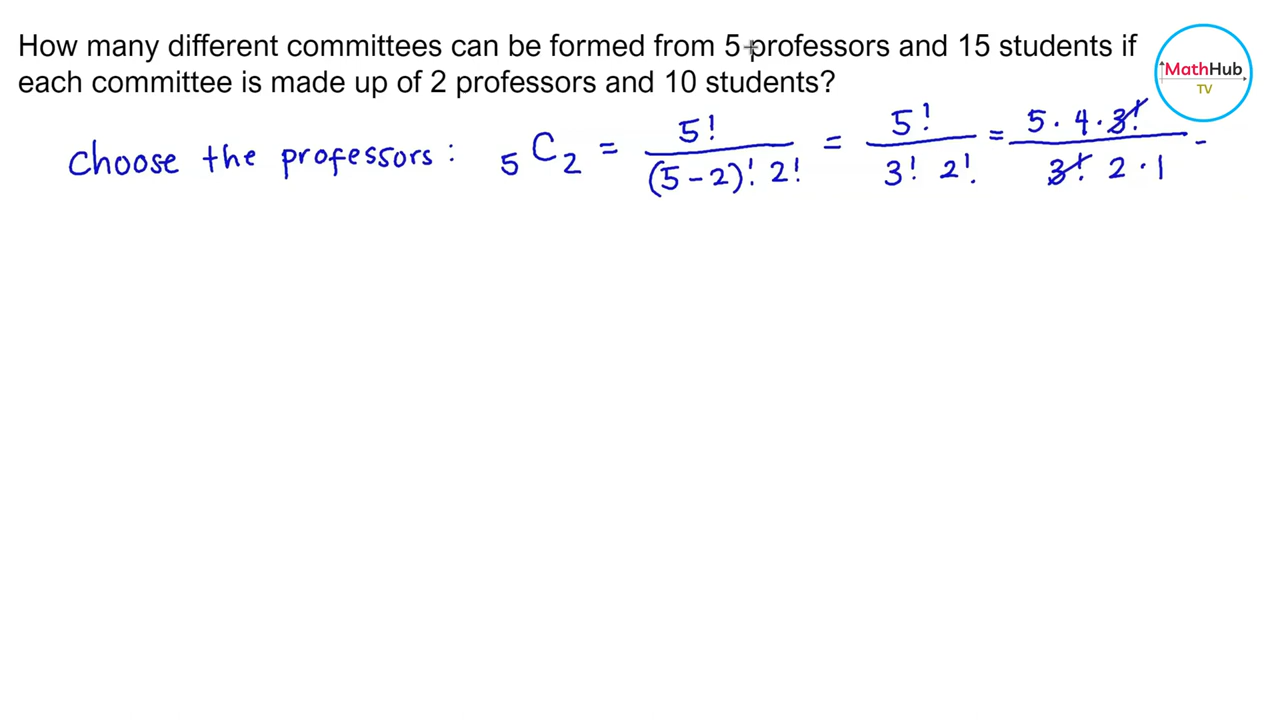 How many different committees can be formed from 5 professors and 15 students if
each committee is made up of 2 professors and 10 students?
MathHub
TV
Choose the professors: ₅C₂ = 5!/((5-2)! 2!) = 5!/(3! 2!) = (5·4·3!)/(3! 2·1) =